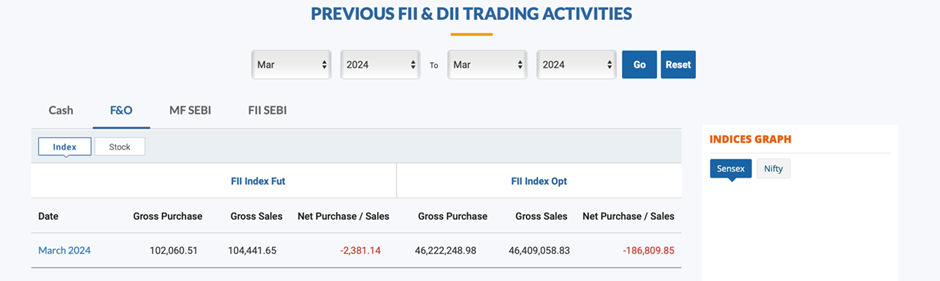 PREVIOUS FII & DII TRADING ACTIVITIES
Mar 2024 To Mar 2024 Go Reset
Cash F&O MF SEBI FII SEBI
Index Stock
INDICES GRAPH
Sensex Nifty
FII Index Fut FII Index Opt
Date Gross Purchase Gross Sales Net Purchase / Sales Gross Purchase Gross Sales Net Purchase / Sales
March 2024 102,060.51 104,441.65 -2,381.14 46,222,248.98 46,409,058.83 -186,809.85